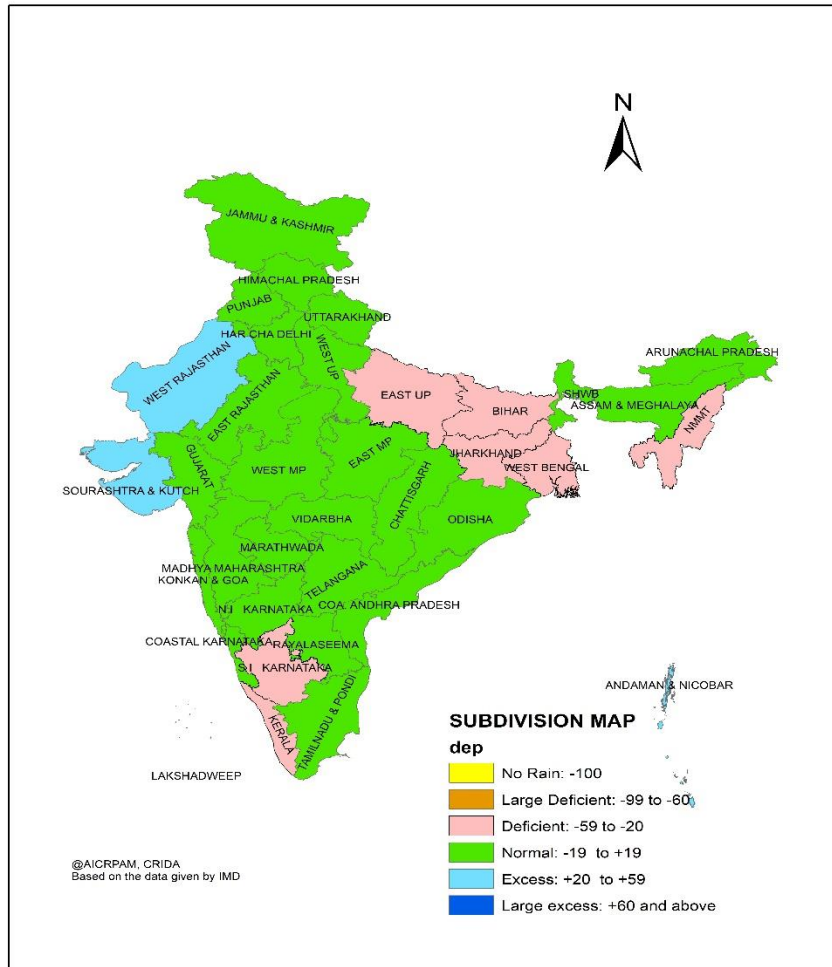 N
JAMMU & KASHMIR
HIMACHAL PRADESH
PUNJAB
UTTARAKHAND
HAR CHA DELHI
WEST UP
WEST RAJASTHAN
EAST RAJASTHAN
EAST UP
BIHAR
SHWB
ARUNACHAL PRADESH
ASSAM & MEGHALAYA
NMMT
JHARKHAND
WEST BENGAL
GUJARAT
WEST MP
EAST MP
CHATTISGARH
SOURASHTRA & KUTCH
VIDARBHA
ODISHA
MARATHWADA
MADHYA MAHARASHTRA
KONKAN & GOA
TELANGANA
N.I KARNATAKA
COA. ANDHRA PRADESH
COASTAL KARNATAKA
RAYALASEEMA
S.I KARNATAKA
KERALA
TAMILNADU & PONDI
ANDAMAN & NICOBAR
LAKSHADWEEP
SUBDIVISION MAP
dep
No Rain: -100
Large Deficient: -99 to -60
Deficient: -59 to -20
Normal: -19 to +19
Excess: +20 to +59
Large excess: +60 and above
@AICRPAM, CRIDA
Based on the data given by IMD